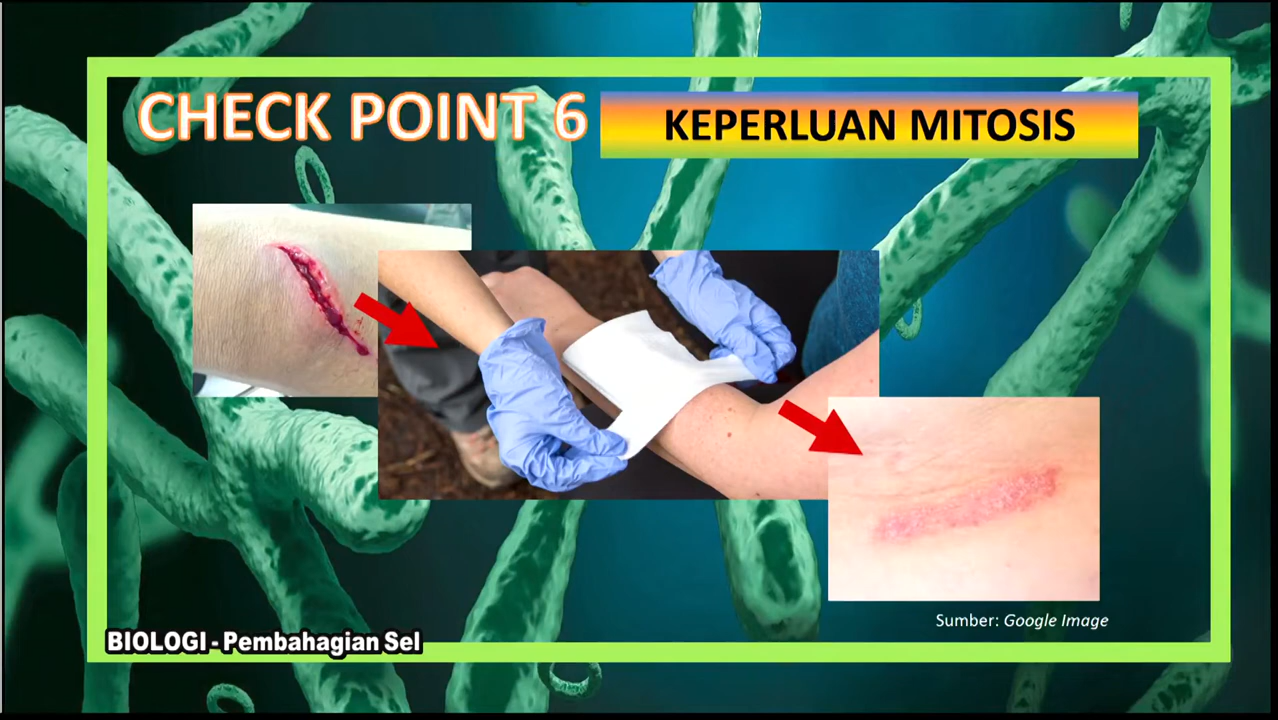 CHECK POINT 6
KEPERLUAN MITOSIS
Sumber: Google Image
BIOLOGI - Pembahagian Sel